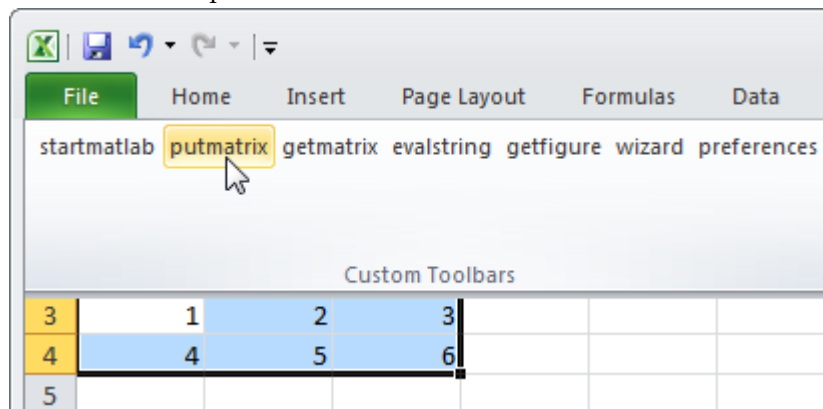 File Home Insert Page Layout Formulas Data
startmatlab putmatrix getmatrix evalstring getfigure wizard preferences
Custom Toolbars
3 1 2 3
4 4 5 6
5